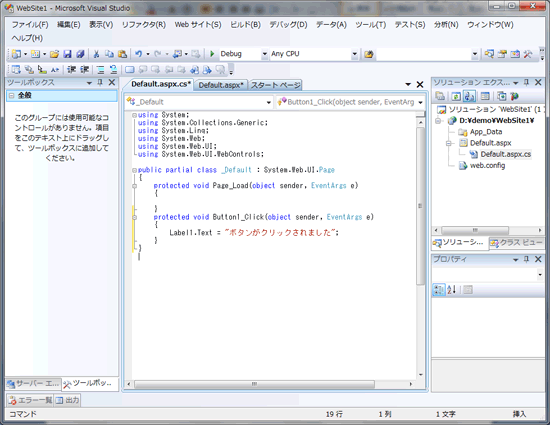 WebSite1 - Microsoft Visual Studio
ファイル(F) 編集(E) 表示(V) リファクタ(R) Web サイト(S) ビルド(B) デバッグ(D) データ(A) ツール(T) テスト(S) 分析(N) ウィンドウ(W)
ヘルプ(H)
Debug Any CPU
ツールボックス
全般
このグループには使用可能なコ
ントロールがありません。項目
をこのテキスト上にドラッグし
て、ツールボックスに追加して
ください。
サーバー エ... ツールボッ...
Default.aspx.cs* Default.aspx* スタート ページ
_Default Button1_Click(object sender, EventArg
using System;
using System.Collections.Generic;
using System.Linq;
using System.Web;
using System.Web.UI;
using System.Web.UI.WebControls;
public partial class _Default : System.Web.UI.Page
{
protected void Page_Load(object sender, EventArgs e)
{
}
protected void Button1_Click(object sender, EventArgs e)
{
Label1.Text = "ボタンがクリックされました";
}
}
ソリューション エクス...
ソリューション 'WebSite1' (1 
D:¥demo¥WebSite1¥
App_Data
Default.aspx
Default.aspx.cs
web.config
ソリューショ... クラス ビュー
プロパティ
エラー一覧 出力
コマンド 19 行 1 列 1 文字 挿入